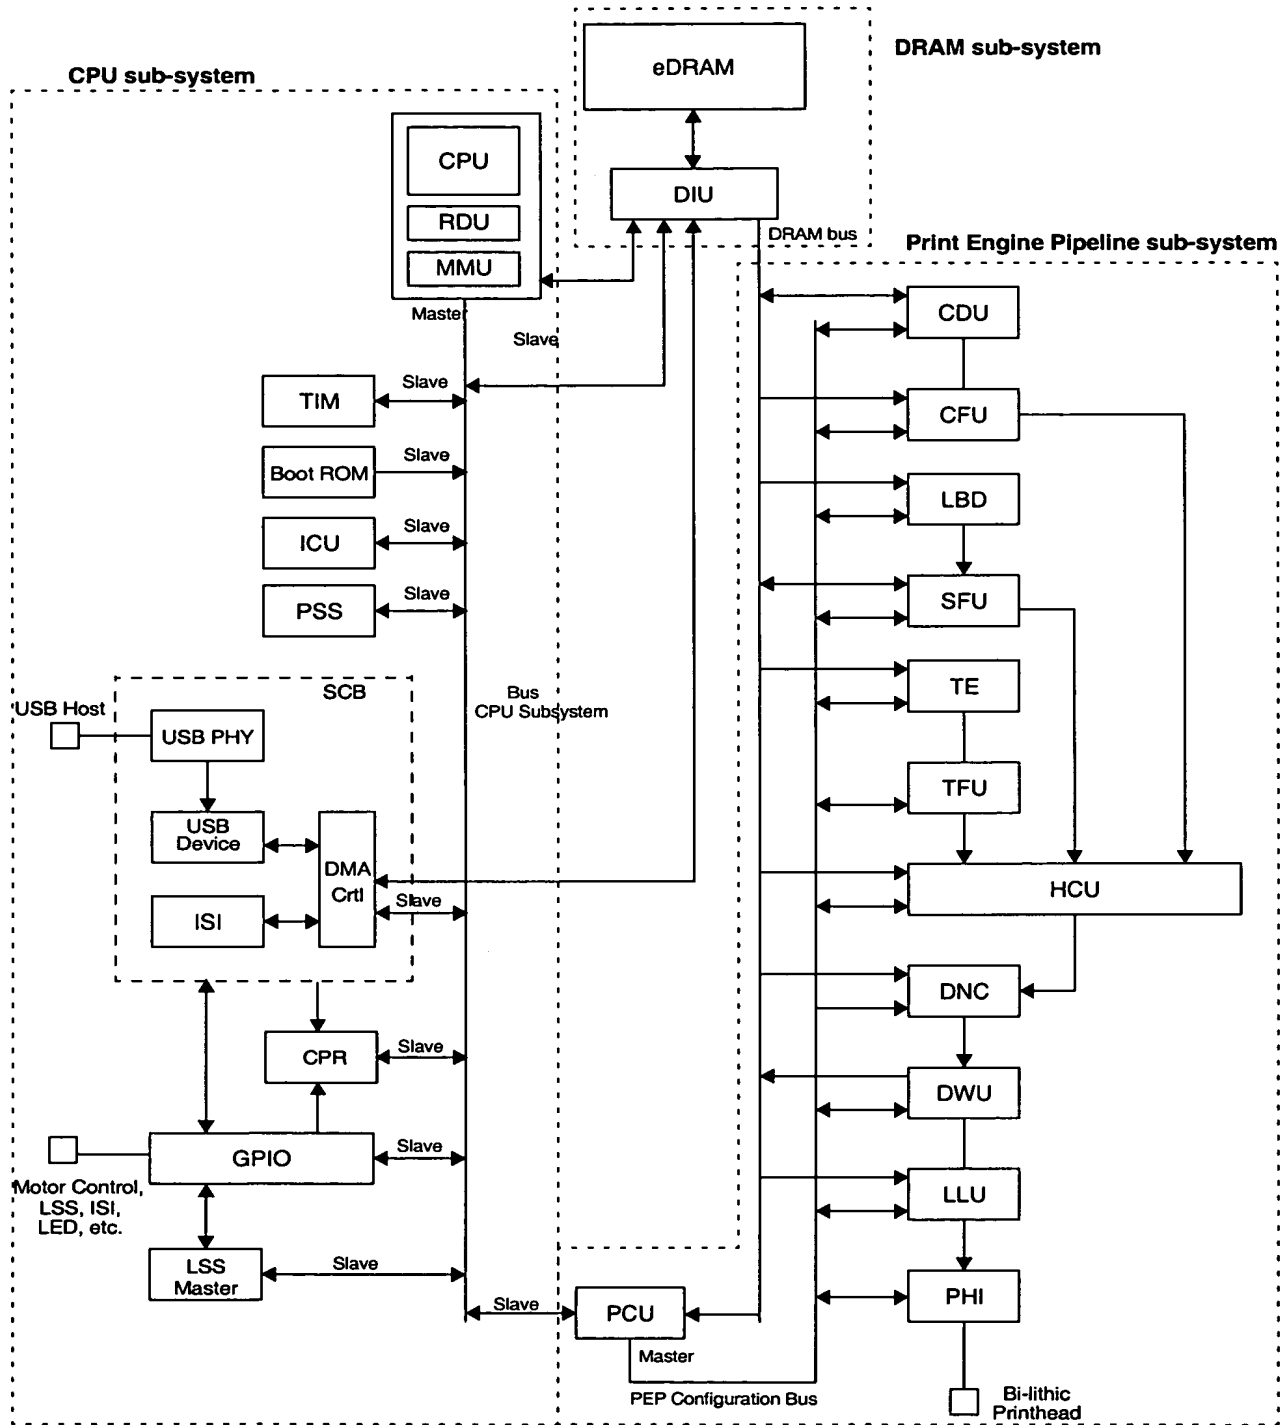 DRAM sub-system
eDRAM
CPU sub-system
CPU
RDU
MMU
Master
DIU
DRAM bus
Print Engine Pipeline sub-system
Slave
TIM
Slave
Boot ROM
Slave
ICU
Slave
PSS
Slave
Bus
CPU Subsystem
SCB
USB Host
USB PHY
USB
Device
DMA
Crtl
Slave
ISI
CPR
Slave
GPIO
Slave
Motor Control,
LSS, ISI,
LED, etc.
LSS
Master
Slave
Slave
PCU
Master
PEP Configuration Bus
CDU
CFU
LBD
SFU
TE
TFU
HCU
DNC
DWU
LLU
PHI
Bi-lithic
Printhead